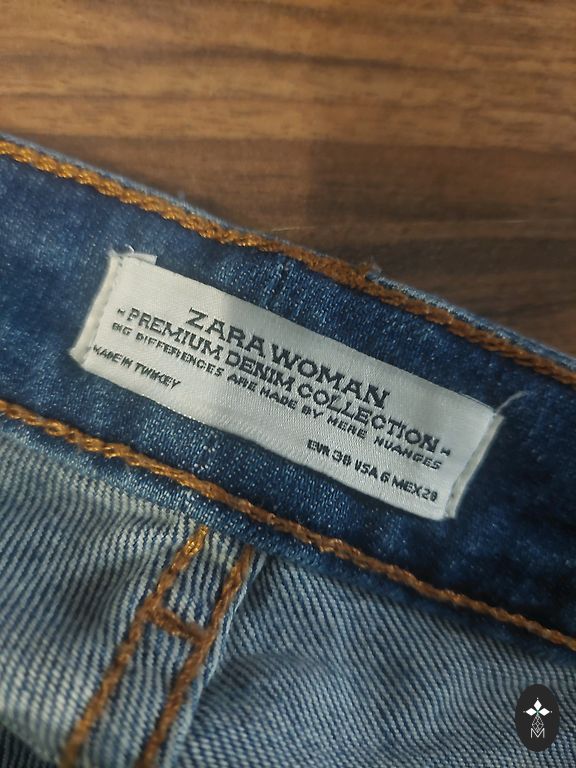 ZARA WOMAN
"PREMIUM DENIM COLLECTION"
BIG DIFFERENCES ARE MADE BY MERE NUANCES
MADE IN TURKEY
EUR 38 USA 6 MEX 28
M